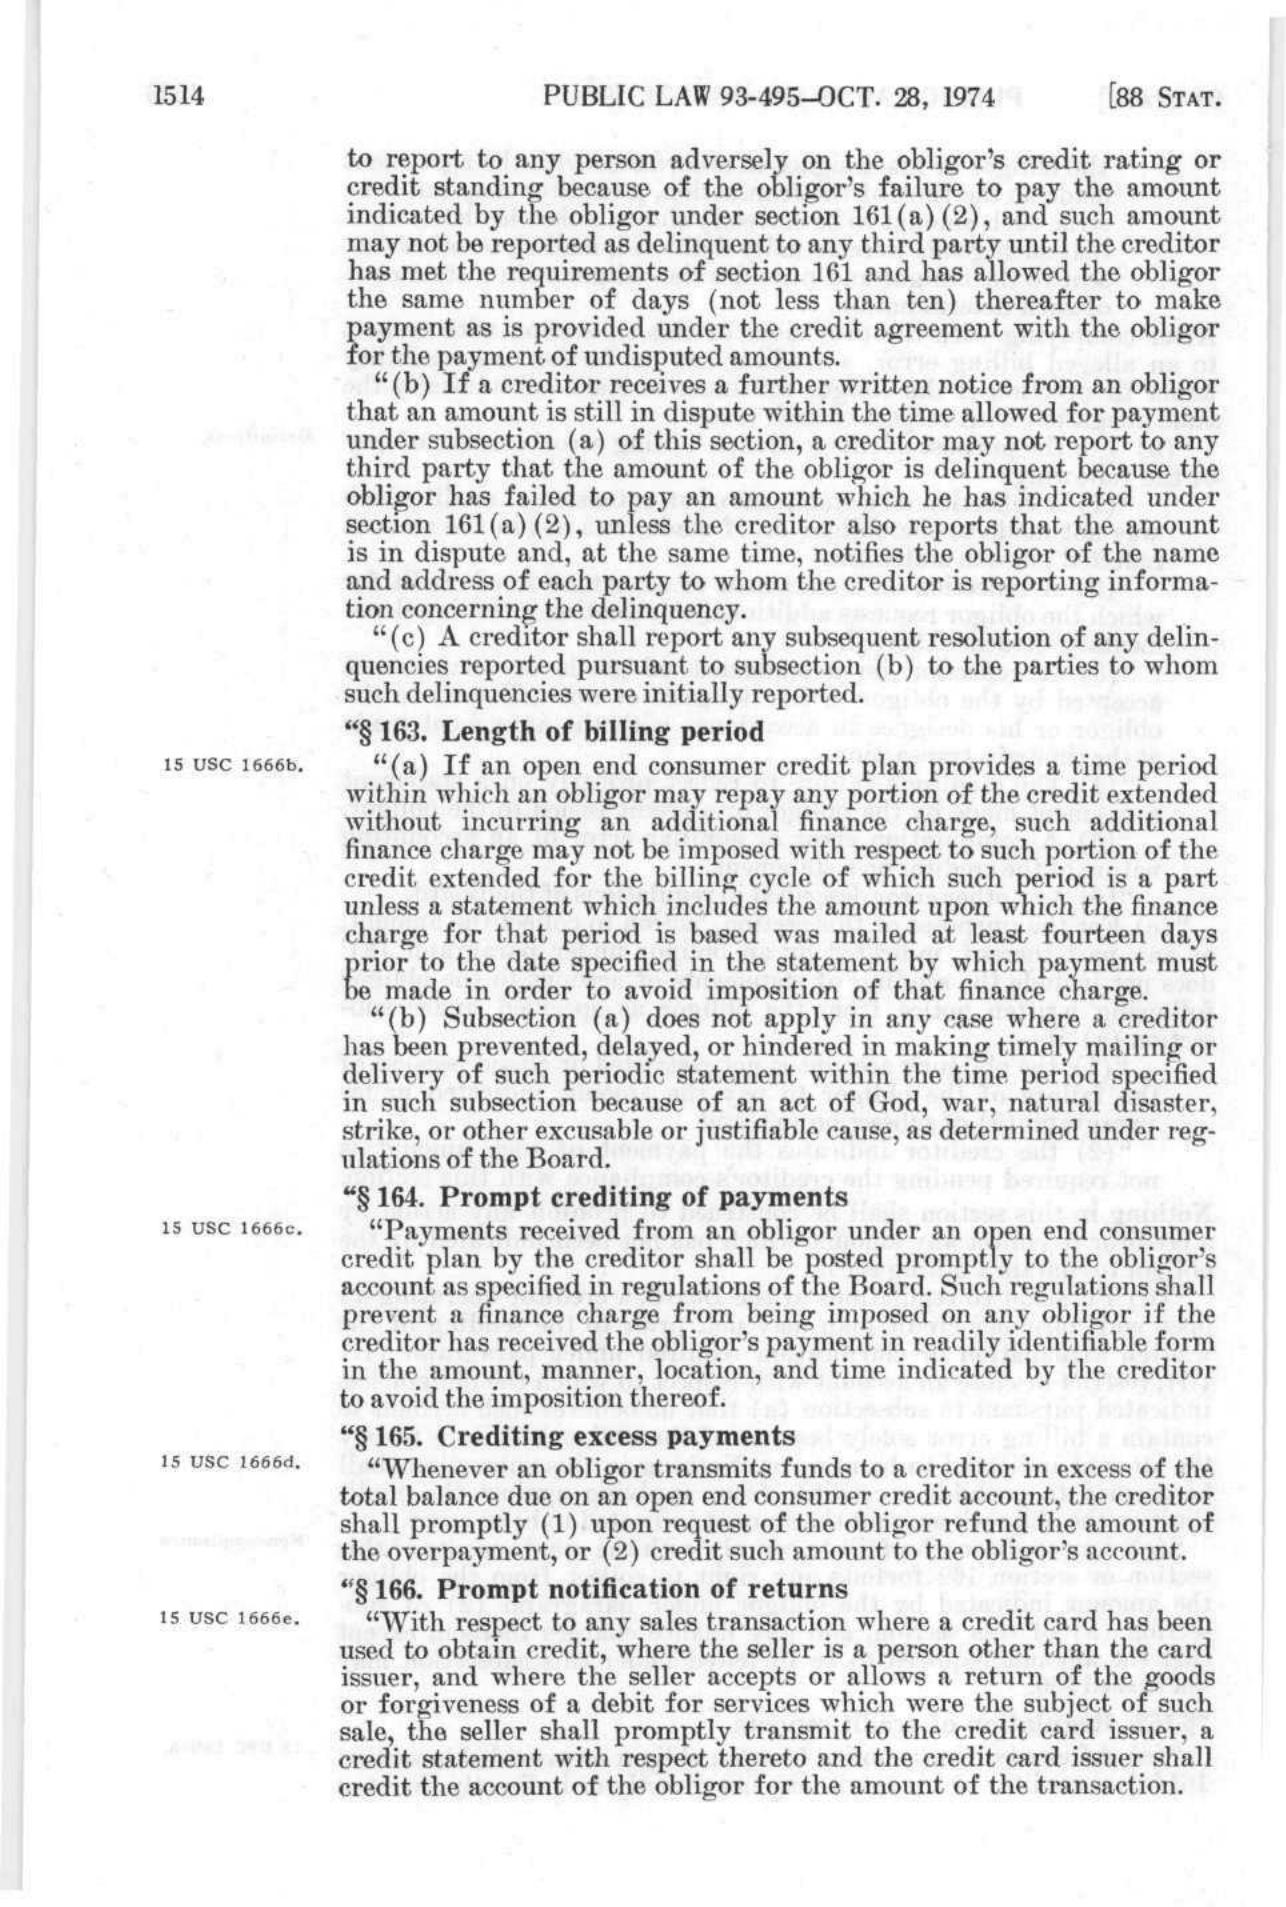 1514 PUBLIC LAW 93-495–OCT. 28, 1974 [88 STAT.
to report to any person adversely on the obligor's credit rating or
credit standing because of the obligor's failure to pay the amount
indicated by the obligor under section 161(a)(2), and such amount
may not be reported as delinquent to any third party until the creditor
has met the requirements of section 161 and has allowed the obligor
the same number of days (not less than ten) thereafter to make
payment as is provided under the credit agreement with the obligor
for the payment of undisputed amounts.
“(b) If a creditor receives a further written notice from an obligor
that an amount is still in dispute within the time allowed for payment
under subsection (a) of this section, a creditor may not report to any
third party that the amount of the obligor is delinquent because the
obligor has failed to pay an amount which he has indicated under
section 161(a)(2), unless the creditor also reports that the amount
is in dispute and, at the same time, notifies the obligor of the name
and address of each party to whom the creditor is reporting informa-
tion concerning the delinquency.
“(c) A creditor shall report any subsequent resolution of any delin-
quencies reported pursuant to subsection (b) to the parties to whom
such delinquencies were initially reported.
“§ 163. Length of billing period
15 USC 1666b. “(a) If an open end consumer credit plan provides a time period
within which an obligor may repay any portion of the credit extended
without incurring an additional finance charge, such additional
finance charge may not be imposed with respect to such portion of the
credit extended for the billing cycle of which such period is a part
unless a statement which includes the amount upon which the finance
charge for that period is based was mailed at least fourteen days
prior to the date specified in the statement by which payment must
be made in order to avoid imposition of that finance charge.
“(b) Subsection (a) does not apply in any case where a creditor
has been prevented, delayed, or hindered in making timely mailing or
delivery of such periodic statement within the time period specified
in such subsection because of an act of God, war, natural disaster,
strike, or other excusable or justifiable cause, as determined under reg-
ulations of the Board.
“§ 164. Prompt crediting of payments
15 USC 1666c. “Payments received from an obligor under an open end consumer
credit plan by the creditor shall be posted promptly to the obligor's
account as specified in regulations of the Board. Such regulations shall
prevent a finance charge from being imposed on any obligor if the
creditor has received the obligor's payment in readily identifiable form
in the amount, manner, location, and time indicated by the creditor
to avoid the imposition thereof.
“§ 165. Crediting excess payments
15 USC 1666d. “Whenever an obligor transmits funds to a creditor in excess of the
total balance due on an open end consumer credit account, the creditor
shall promptly (1) upon request of the obligor refund the amount of
the overpayment, or (2) credit such amount to the obligor's account.
“§ 166. Prompt notification of returns
15 USC 1666e. “With respect to any sales transaction where a credit card has been
used to obtain credit, where the seller is a person other than the card
issuer, and where the seller accepts or allows a return of the goods
or forgiveness of a debit for services which were the subject of such
sale, the seller shall promptly transmit to the credit card issuer, a
credit statement with respect thereto and the credit card issuer shall
credit the account of the obligor for the amount of the transaction.